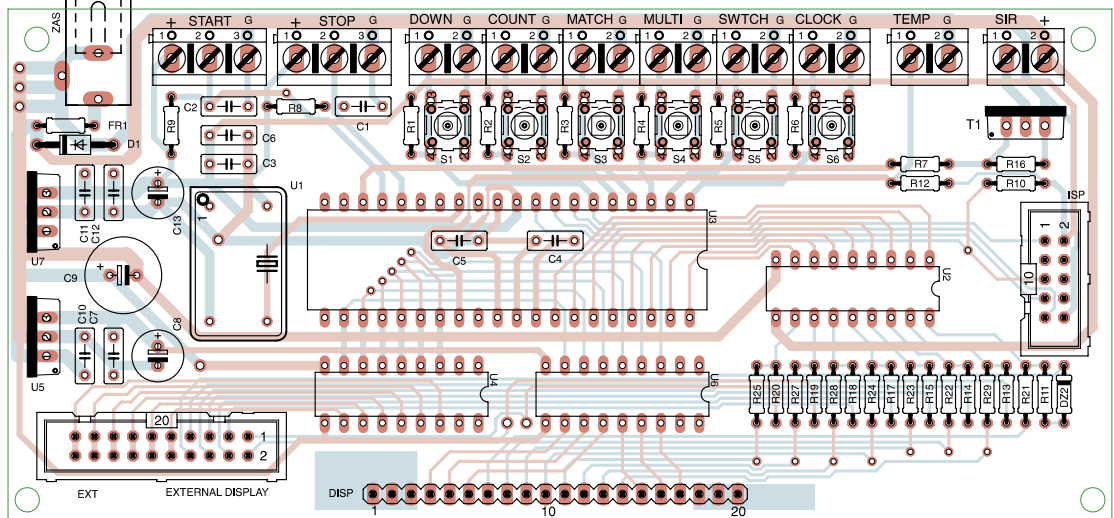 ZAS
+ START G
+ STOP G
DOWN G
COUNT G
MATCH G
MULTI G
SWTCH G
CLOCK G
TEMP G
SIR +
1 2 3
1 2 3
1 2
1 2
1 2
1 2
1 2
1 2
1 2
1 2
FR1
D1
R9
C2
R8
C1
C6
C3
R1
S1
R2
S2
R3
S3
R4
S4
R5
S5
R6
S6
T1
R7
R16
R12
R10
ISP
1 2
10
U7
C11
C12
+
C13
U1
1
U3
C5
C4
U2
C9
+
U5
C10
C7
C8
+
U4
U6
R25
R20
R27
R19
R28
R18
R24
R17
R23
R15
R22
R14
R29
R13
R21
R11
DZ2
20
1
2
EXT
EXTERNAL DISPLAY
DISP
1
10
20